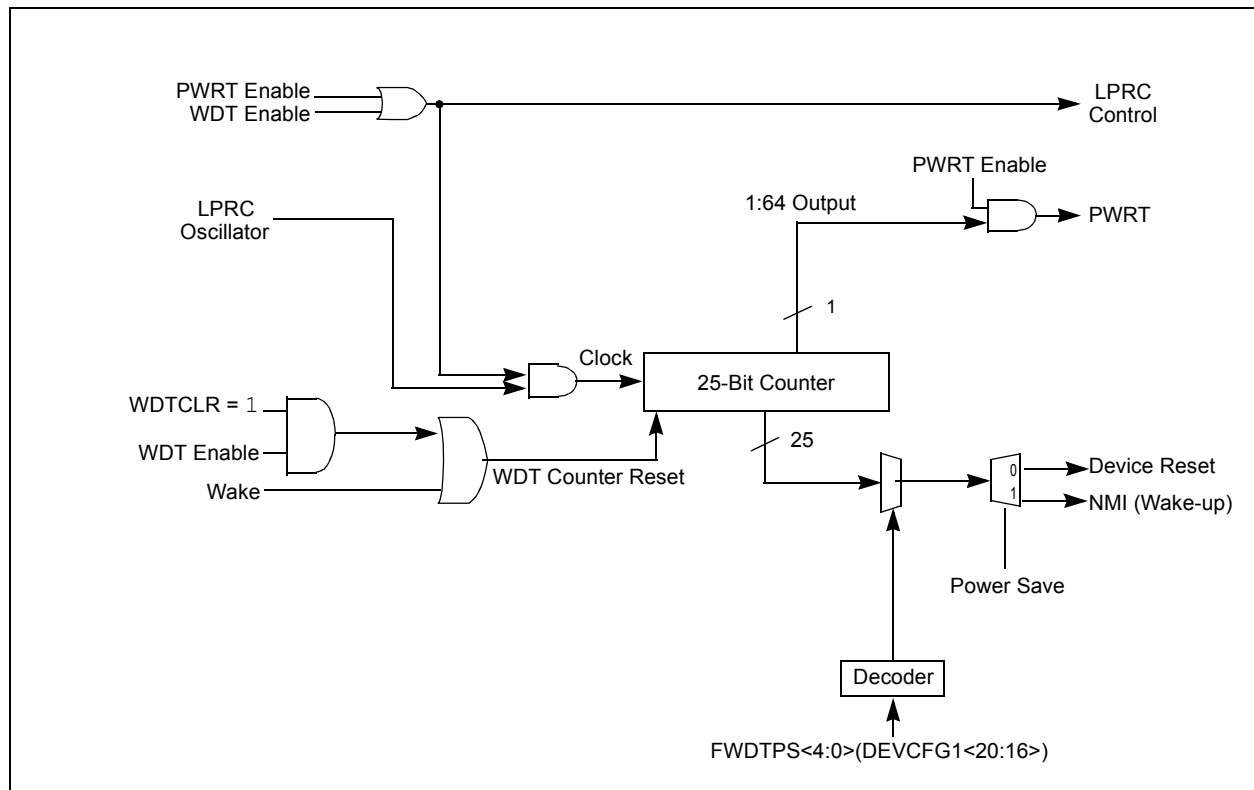 PWRT Enable
WDT Enable
LPRC
Control
PWRT Enable
LPRC
Oscillator
1:64 Output
PWRT
1
Clock
25-Bit Counter
WDTCLR = 1
25
WDT Enable
WDT Counter Reset
Wake
0
Device Reset
1
NMI (Wake-up)
Power Save
Decoder
FWDTPS<4:0>(DEVCFG1<20:16>)